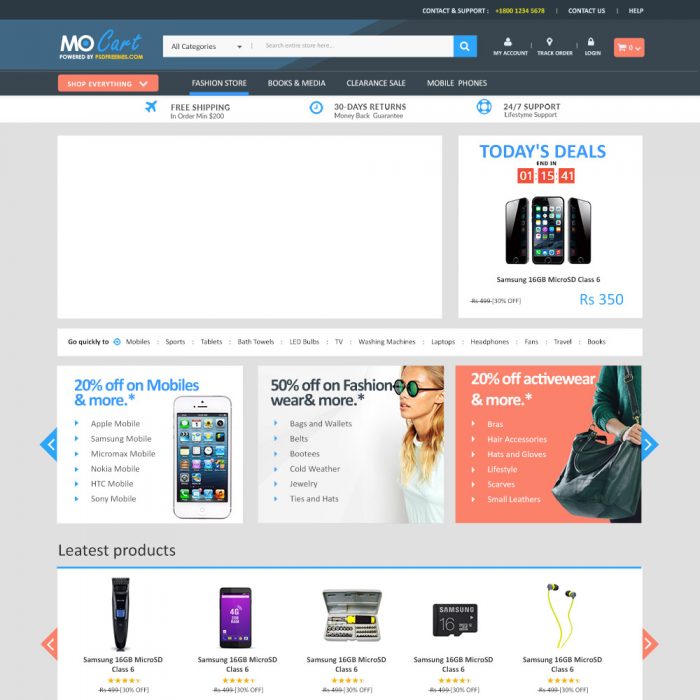 CONTACT & SUPPORT : +1800 1234 5678 | CONTACT US | HELP
MO Cart
POWERED BY PSDFREEBIES.COM
All Categories
Search entire store here...
MY ACCOUNT
TRACK ORDER
LOGIN
0
SHOP EVERYTHING
FASHION STORE
BOOKS & MEDIA
CLEARANCE SALE
MOBILE PHONES
FREE SHIPPING
In Order Min $200
30-DAYS RETURNS
Money Back Guarantee
24/7 SUPPORT
Lifestyme Support
TODAY'S DEALS
END IN
01:15:41
Samsung 16GB MicroSD Class 6
Rs 499 [30% OFF]
Rs 350
Go quickly to Mobiles : Sports : Tablets : Bath Towels : LED Bulbs : TV : Washing Machines : Laptops : Headphones : Fans : Travel : Books
20% off on Mobiles
& more.*
Apple Mobile
Samsung Mobile
Micromax Mobile
Nokia Mobile
HTC Mobile
Sony Mobile
50% off on Fashion
wear& more.*
Bags and Wallets
Belts
Bootees
Cold Weather
Jewelry
Ties and Hats
20% off activewear
& more.*
Bras
Hair Accessories
Hats and Gloves
Lifestyle
Scarves
Small Leathers
Leatest products
4G
SAMSUNG
16
Samsung 16GB MicroSD
Class 6
Rs 499 [30% OFF]
Samsung 16GB MicroSD
Class 6
Rs 499 [30% OFF]
Samsung 16GB MicroSD
Class 6
Rs 499 [30% OFF]
Samsung 16GB MicroSD
Class 6
Rs 499 [30% OFF]
Samsung 16GB MicroSD
Class 6
Rs 499 [30% OFF]